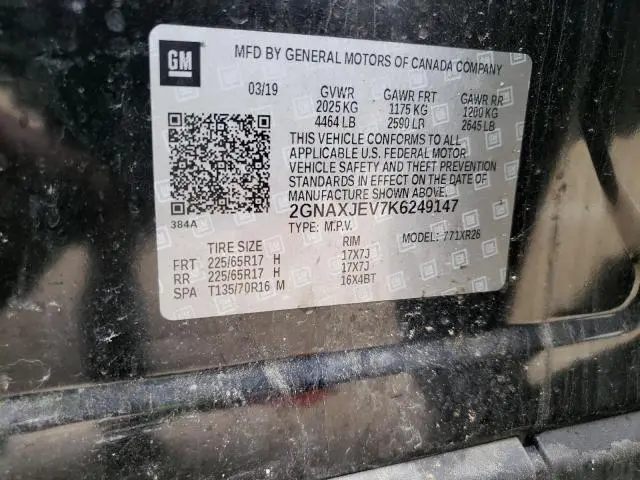 GM
MFD BY GENERAL MOTORS OF CANADA COMPANY
03/19 GVWR GAWR FRT GAWR RR
2025 KG 1175 KG 1200 KG
4464 LB 2590 LB 2645 LB
THIS VEHICLE CONFORMS TO ALL
APPLICABLE U.S. FEDERAL MOTOR
VEHICLE SAFETY AND THEFT PREVENTION
STANDARDS IN EFFECT ON THE DATE OF
MANUFACTURE SHOWN ABOVE.
384A 2GNAXJEV7K6249147
TYPE: M.P.V. MODEL: 771XR26
TIRE SIZE RIM
FRT 225/65R17 H 17X7J
RR 225/65R17 H 17X7J
SPA T135/70R16 M 16X4BT